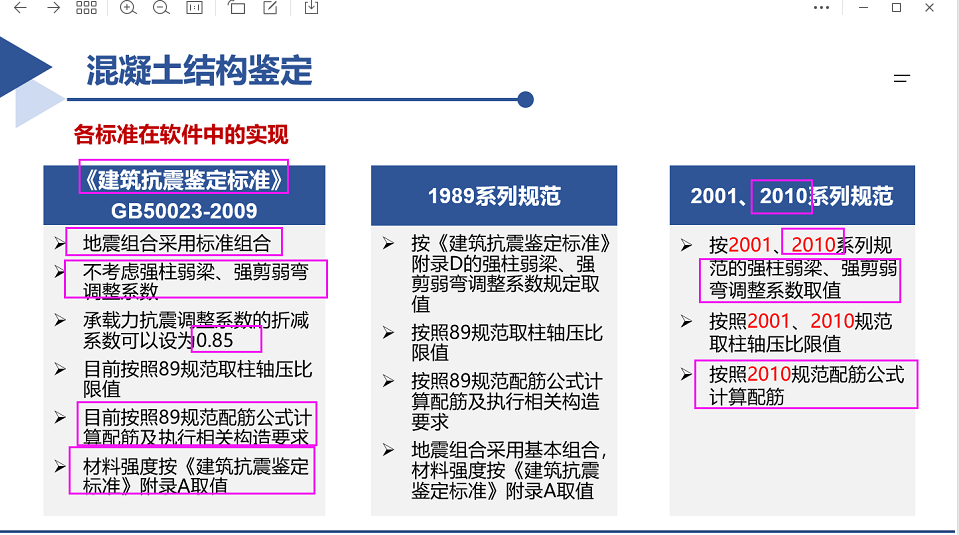 混凝土结构鉴定
各标准在软件中的实现
《建筑抗震鉴定标准》
GB50023-2009
地震组合采用标准组合
不考虑强柱弱梁、强剪弱弯
调整系数
承载力抗震调整系数的折减
系数可以设为0.85
目前按照89规范取柱轴压比
限值
目前按照89规范配筋公式计
算配筋及执行相关构造要求
材料强度按《建筑抗震鉴定
标准》附录A取值
1989系列规范
按《建筑抗震鉴定标准》
附录D的强柱弱梁、强
剪弱弯调整系数规定取
值
按照89规范取柱轴压比
限值
按照89规范配筋公式计
算配筋及执行相关构造
要求
地震组合采用基本组合，
材料强度按《建筑抗震
鉴定标准》附录A取值
2001、2010系列规范
按2001、2010系列规
范的强柱弱梁、强剪弱
弯调整系数取值
按照2001、2010规范
取柱轴压比限值
按照2010规范配筋公式
计算配筋